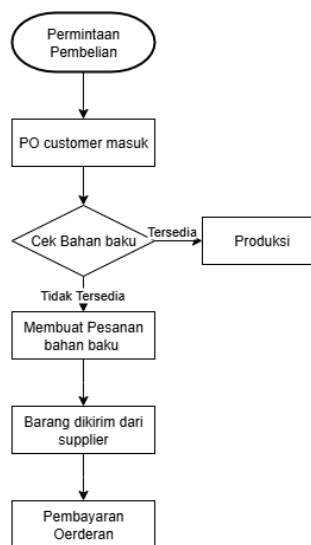 Permintaan
Pembelian
PO customer masuk
Cek Bahan baku
Tersedia
Produksi
Tidak Tersedia
Membuat Pesanan
bahan baku
Barang dikirim dari
supplier
Pembayaran
Oerderan